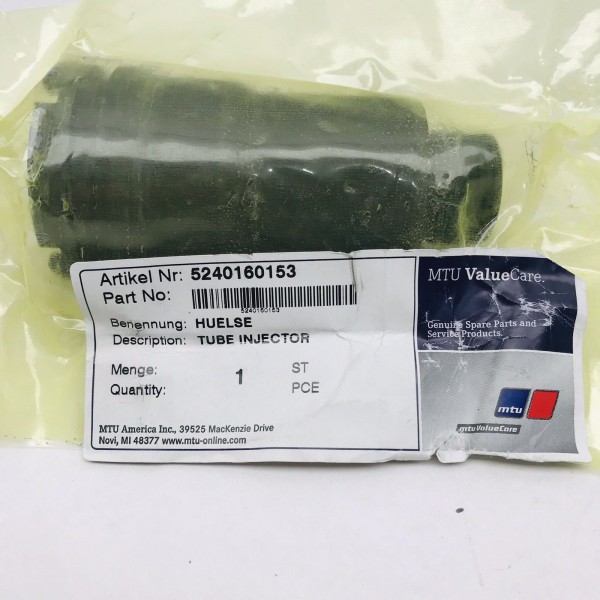 Artikel Nr: 5240160153
Part No:
5240160153
Benennung: HUELSE
Description: TUBE INJECTOR
Menge: 1 ST
Quantity: PCE
MTU America Inc., 39525 MacKenzie Drive
Novi, MI 48377 www.mtu-online.com
MTU ValueCare.
Genuine Spare Parts and
Service Products.
mtu
mtu ValueCare